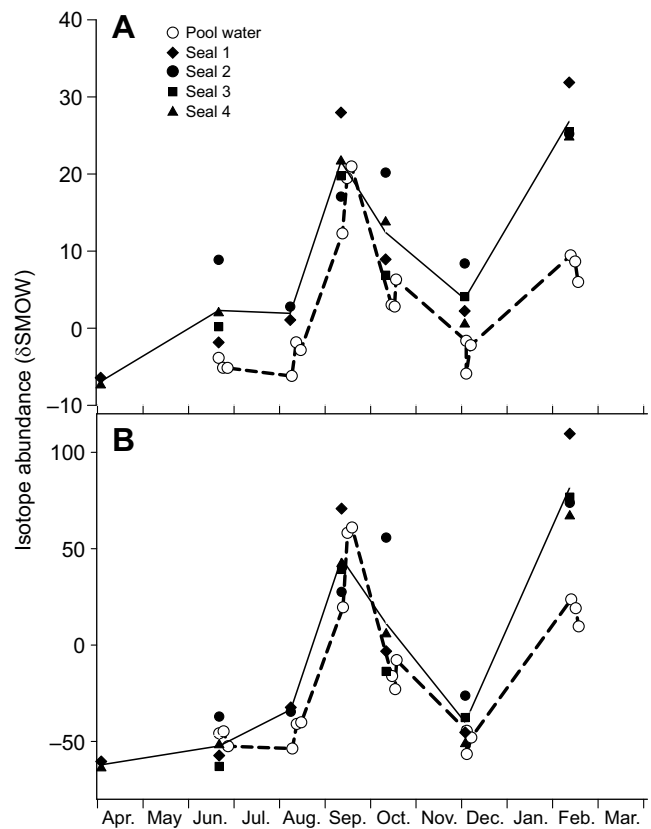 A
Pool water
Seal 1
Seal 2
Seal 3
Seal 4
40
30
20
10
0
–10
Isotope abundance (δSMOW)
B
100
50
0
–50
Apr. May Jun. Jul. Aug. Sep. Oct. Nov. Dec. Jan. Feb. Mar.